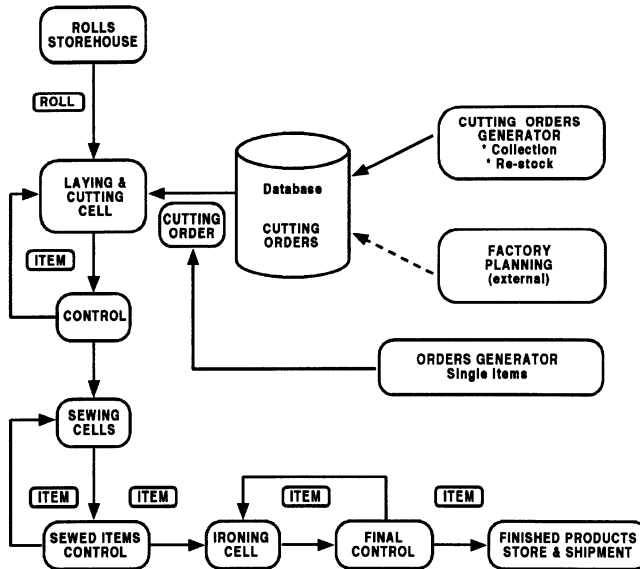 ROLLS
STOREHOUSE
ROLL
CUTTING ORDERS
GENERATOR
* Collection
* Re-stock
LAYING &
CUTTING
CELL
Database
CUTTING
ORDERS
CUTTING
ORDER
ITEM
FACTORY
PLANNING
(external)
CONTROL
ORDERS GENERATOR
Single Items
SEWING
CELLS
ITEM
ITEM
ITEM
ITEM
SEWED ITEMS
CONTROL
IRONING
CELL
FINAL
CONTROL
FINISHED PRODUCTS
STORE & SHIPMENT